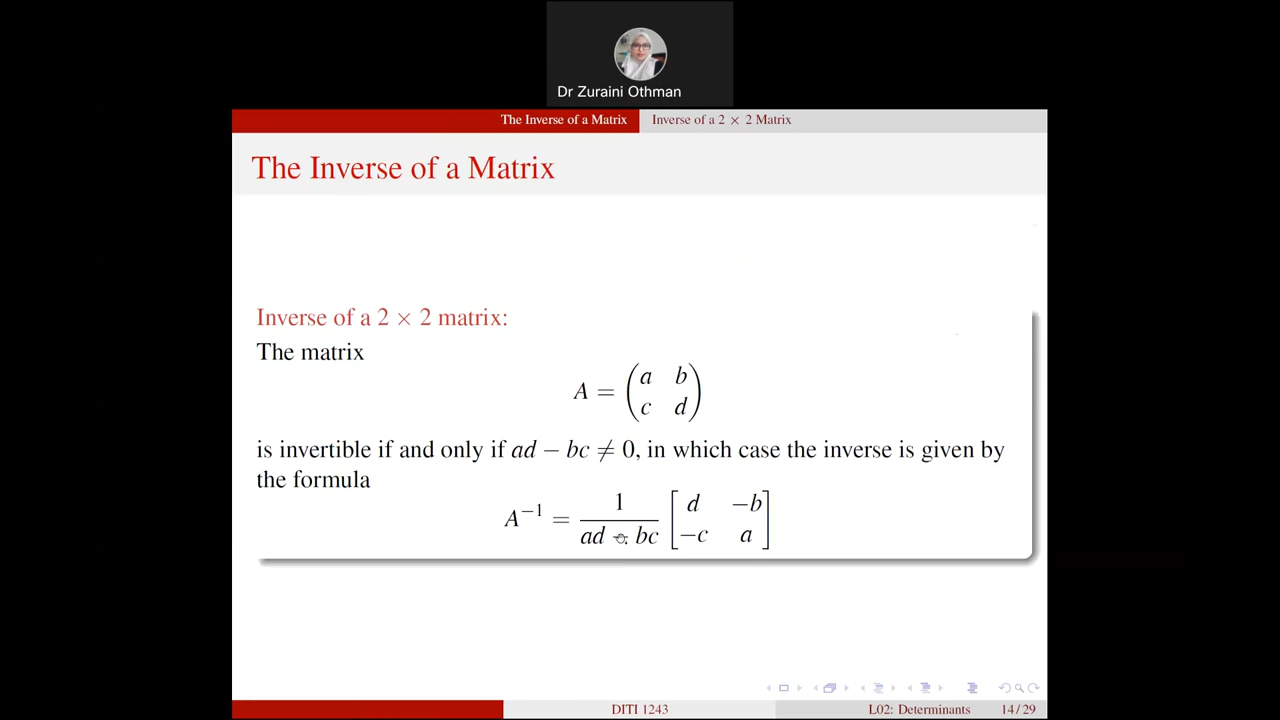 Dr Zuraini Othman
The Inverse of a Matrix Inverse of a 2 × 2 Matrix
The Inverse of a Matrix
Inverse of a 2 × 2 matrix:
The matrix
A = (a b
c d)
is invertible if and only if ad − bc ≠ 0, in which case the inverse is given by
the formula
A⁻¹ = 1/(ad − bc) [d −b
−c a]
DITI 1243 L02: Determinants 14 / 29